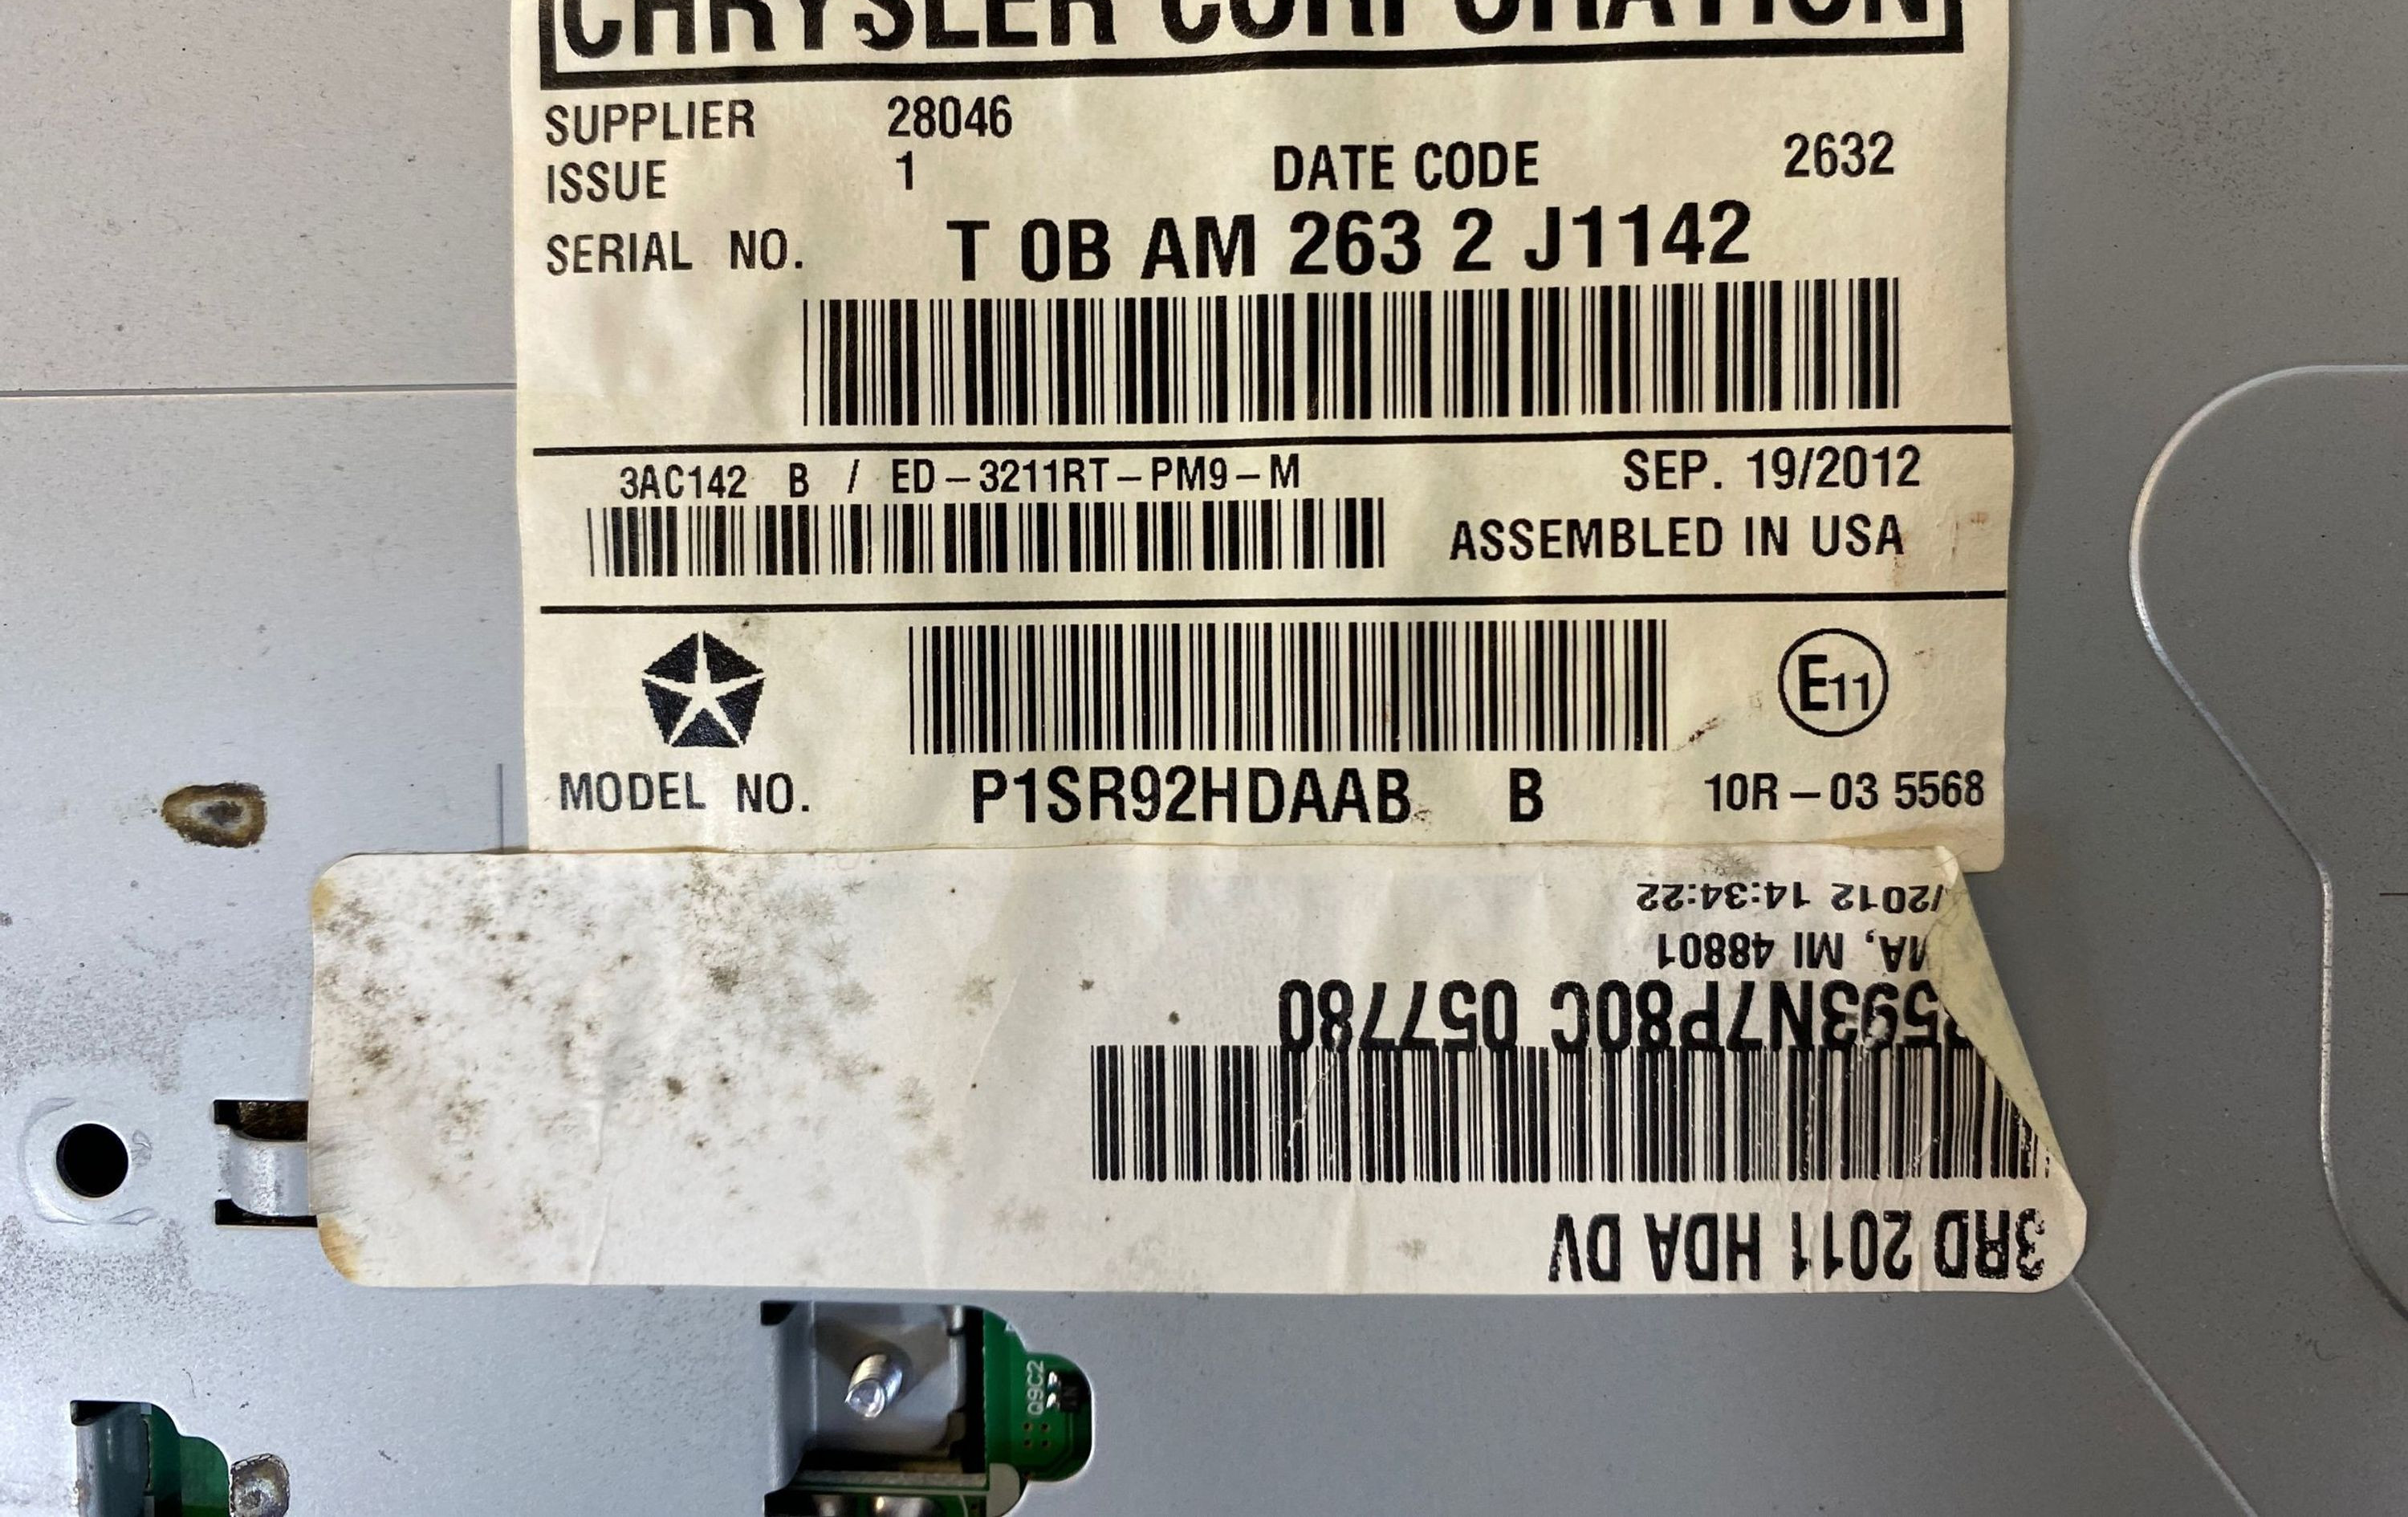 CHRYSLER CORPORATION
SUPPLIER 28046
ISSUE 1 DATE CODE 2632
SERIAL NO. T 0B AM 263 2 J1142
3AC142 B / ED-3211RT-PM9-M SEP. 19/2012
ASSEMBLED IN USA
E11
MODEL NO. P1SR92HDAAB B 10R-03 5568
3RD 2011 HDA DV
593N7P80C 057780
MA, MI 48801
/2012 14:34:22
Q9C2